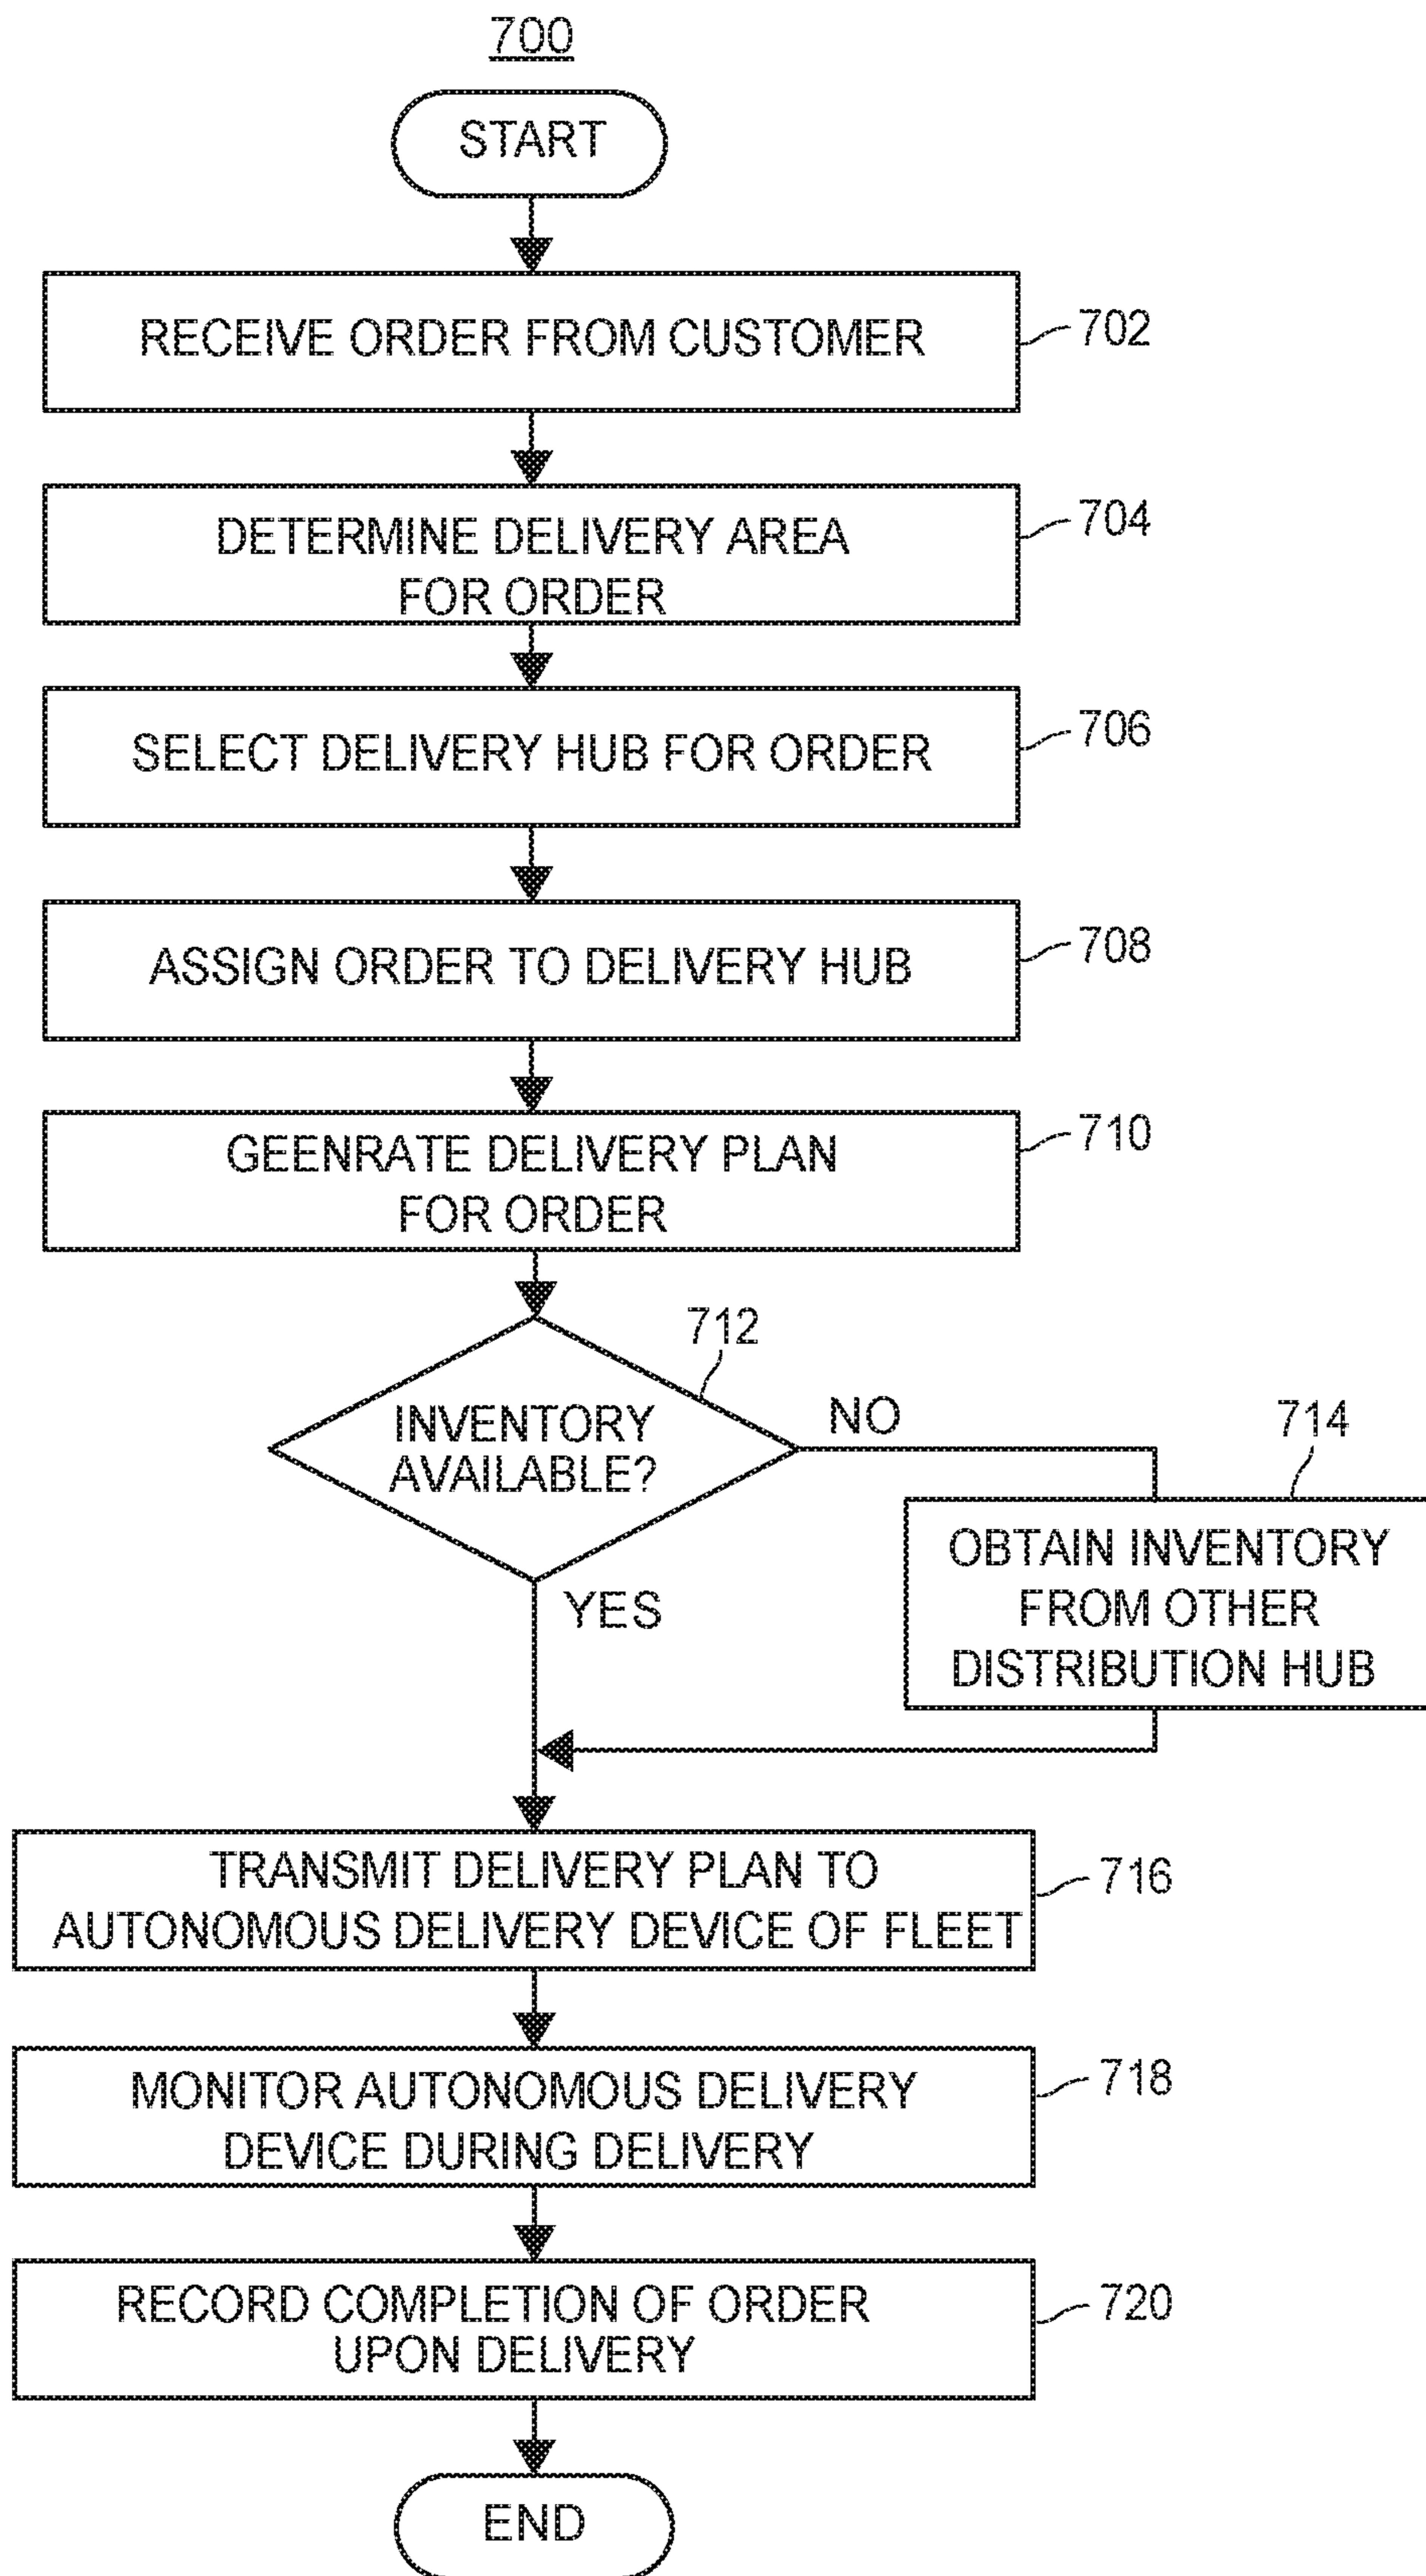 700
START
RECEIVE ORDER FROM CUSTOMER
702
DETERMINE DELIVERY AREA
FOR ORDER
704
SELECT DELIVERY HUB FOR ORDER
706
ASSIGN ORDER TO DELIVERY HUB
708
GEENRATE DELIVERY PLAN
FOR ORDER
710
712
INVENTORY
AVAILABLE?
NO
YES
714
OBTAIN INVENTORY
FROM OTHER
DISTRIBUTION HUB
TRANSMIT DELIVERY PLAN TO
AUTONOMOUS DELIVERY DEVICE OF FLEET
716
MONITOR AUTONOMOUS DELIVERY
DEVICE DURING DELIVERY
718
RECORD COMPLETION OF ORDER
UPON DELIVERY
720
END